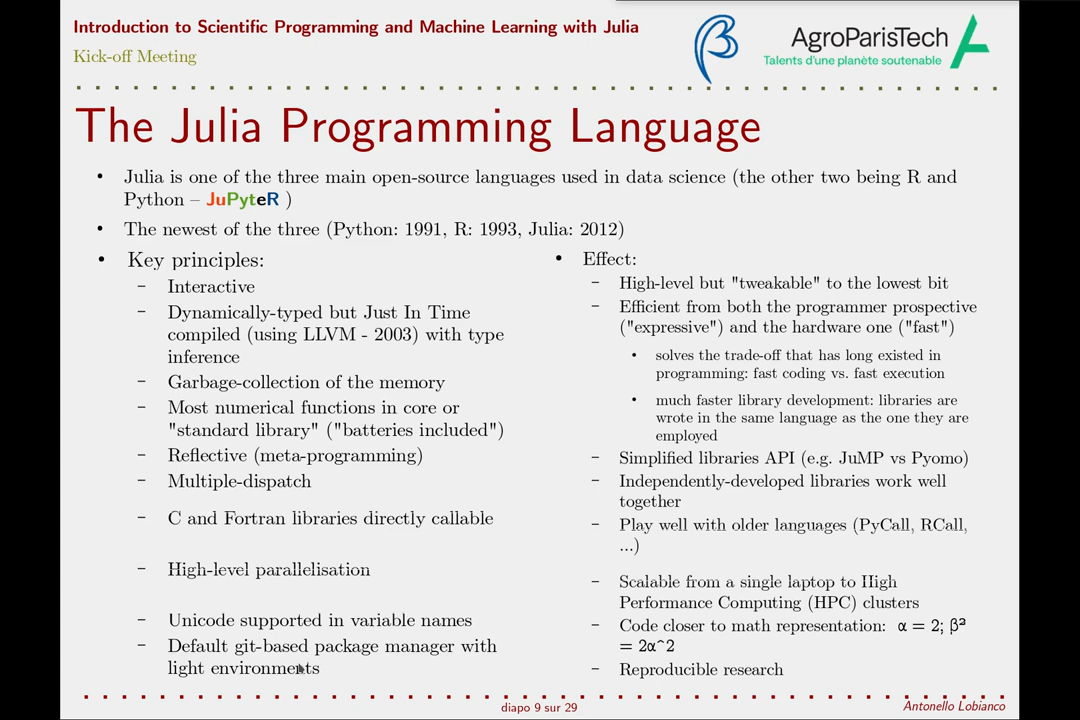 Introduction to Scientific Programming and Machine Learning with Julia
Kick-off Meeting
AgroParisTech
Talents d'une planète soutenable
The Julia Programming Language
• Julia is one of the three main open-source languages used in data science (the other two being R and
Python – JuPyteR )
• The newest of the three (Python: 1991, R: 1993, Julia: 2012)
• Key principles:
– Interactive
– Dynamically-typed but Just In Time
compiled (using LLVM - 2003) with type
inference
– Garbage-collection of the memory
– Most numerical functions in core or
"standard library" ("batteries included")
– Reflective (meta-programming)
– Multiple-dispatch
– C and Fortran libraries directly callable
– High-level parallelisation
– Unicode supported in variable names
– Default git-based package manager with
light environments
• Effect:
– High-level but "tweakable" to the lowest bit
– Efficient from both the programmer prospective
("expressive") and the hardware one ("fast")
• solves the trade-off that has long existed in
programming: fast coding vs. fast execution
• much faster library development: libraries are
wrote in the same language as the one they are
employed
– Simplified libraries API (e.g. JuMP vs Pyomo)
– Independently-developed libraries work well
together
– Play well with older languages (PyCall, RCall,
...)
– Scalable from a single laptop to High
Performance Computing (HPC) clusters
– Code closer to math representation: α = 2; β²
= 2α^2
– Reproducible research
diapo 9 sur 29
Antonello Lobianco